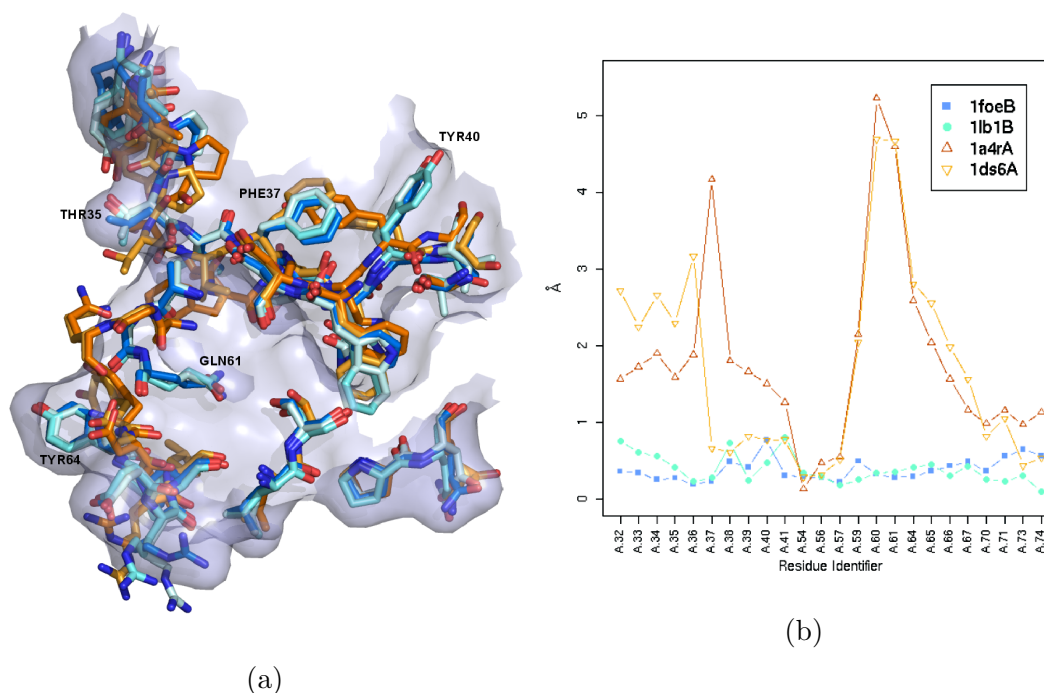 TYR40
PHE37
THR35
GLN61
TYR64
(a)
Å
5
4
3
2
1
0
1foeB
1lb1B
1a4rA
1ds6A
A.32
A.33
A.34
A.35
A.36
A.37
A.38
A.39
A.40
A.41
A.54
A.56
A.57
A.59
A.60
A.61
A.64
A.65
A.66
A.67
A.70
A.71
A.73
A.74
Residue Identifier
(b)